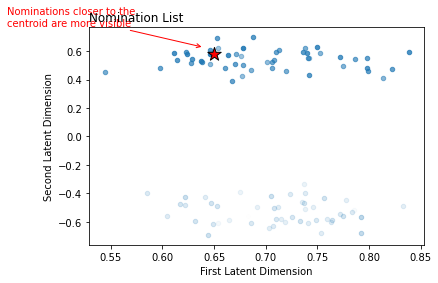 Nominations closer to the
centroid are more visible
Nomination List
0.6
0.4
0.2
0.0
−0.2
−0.4
−0.6
Second Latent Dimension
0.55
0.60
0.65
0.70
0.75
0.80
0.85
First Latent Dimension